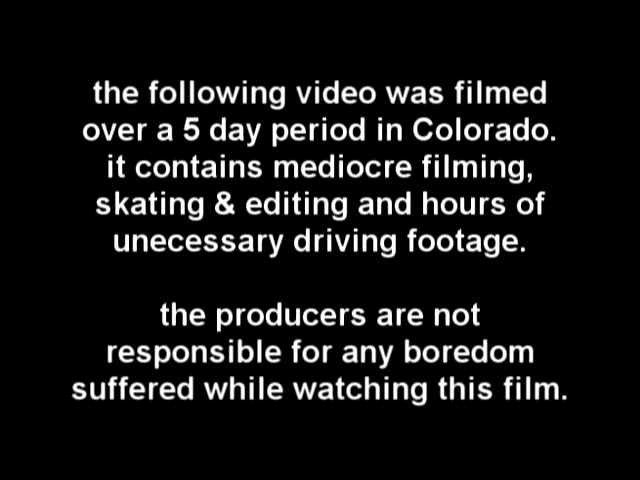 the following video was filmed
over a 5 day period in Colorado.
it contains mediocre filming,
skating & editing and hours of
unecessary driving footage.
the producers are not
responsible for any boredom
suffered while watching this film.